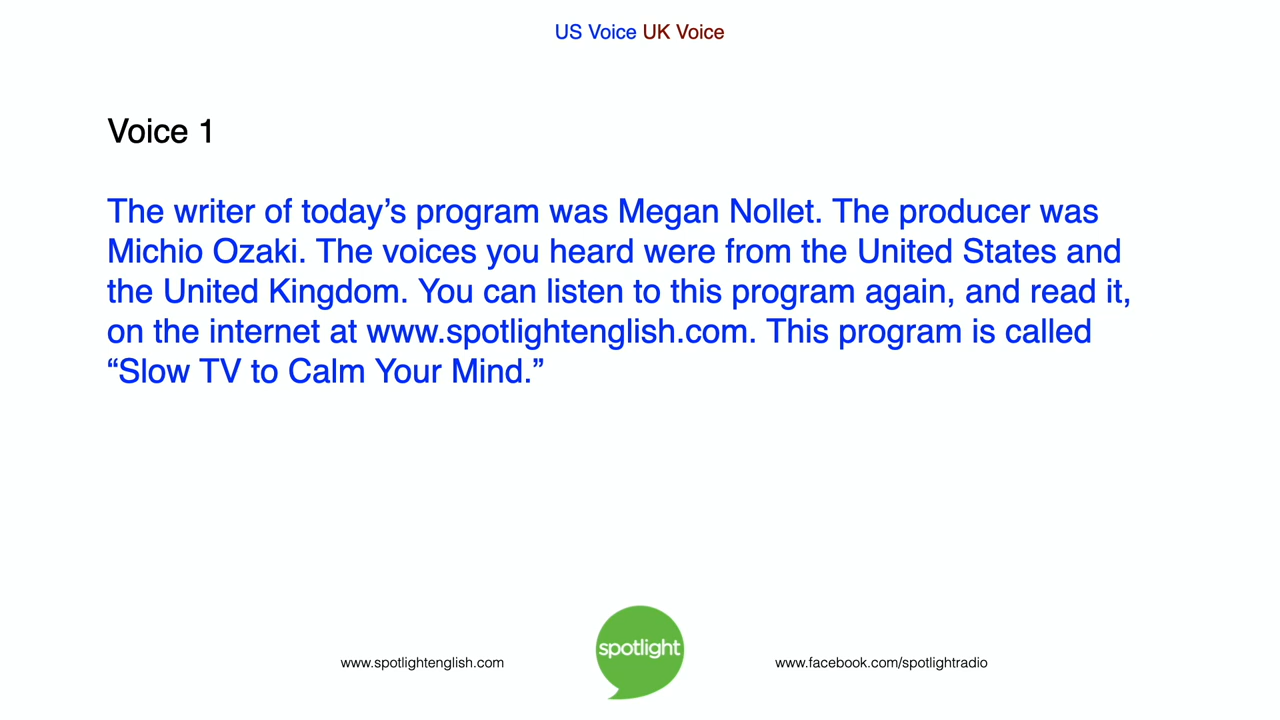 US Voice UK Voice
Voice 1
The writer of today’s program was Megan Nollet. The producer was
Michio Ozaki. The voices you heard were from the United States and
the United Kingdom. You can listen to this program again, and read it,
on the internet at www.spotlightenglish.com. This program is called
“Slow TV to Calm Your Mind.”
spotlight
www.spotlightenglish.com
www.facebook.com/spotlightradio